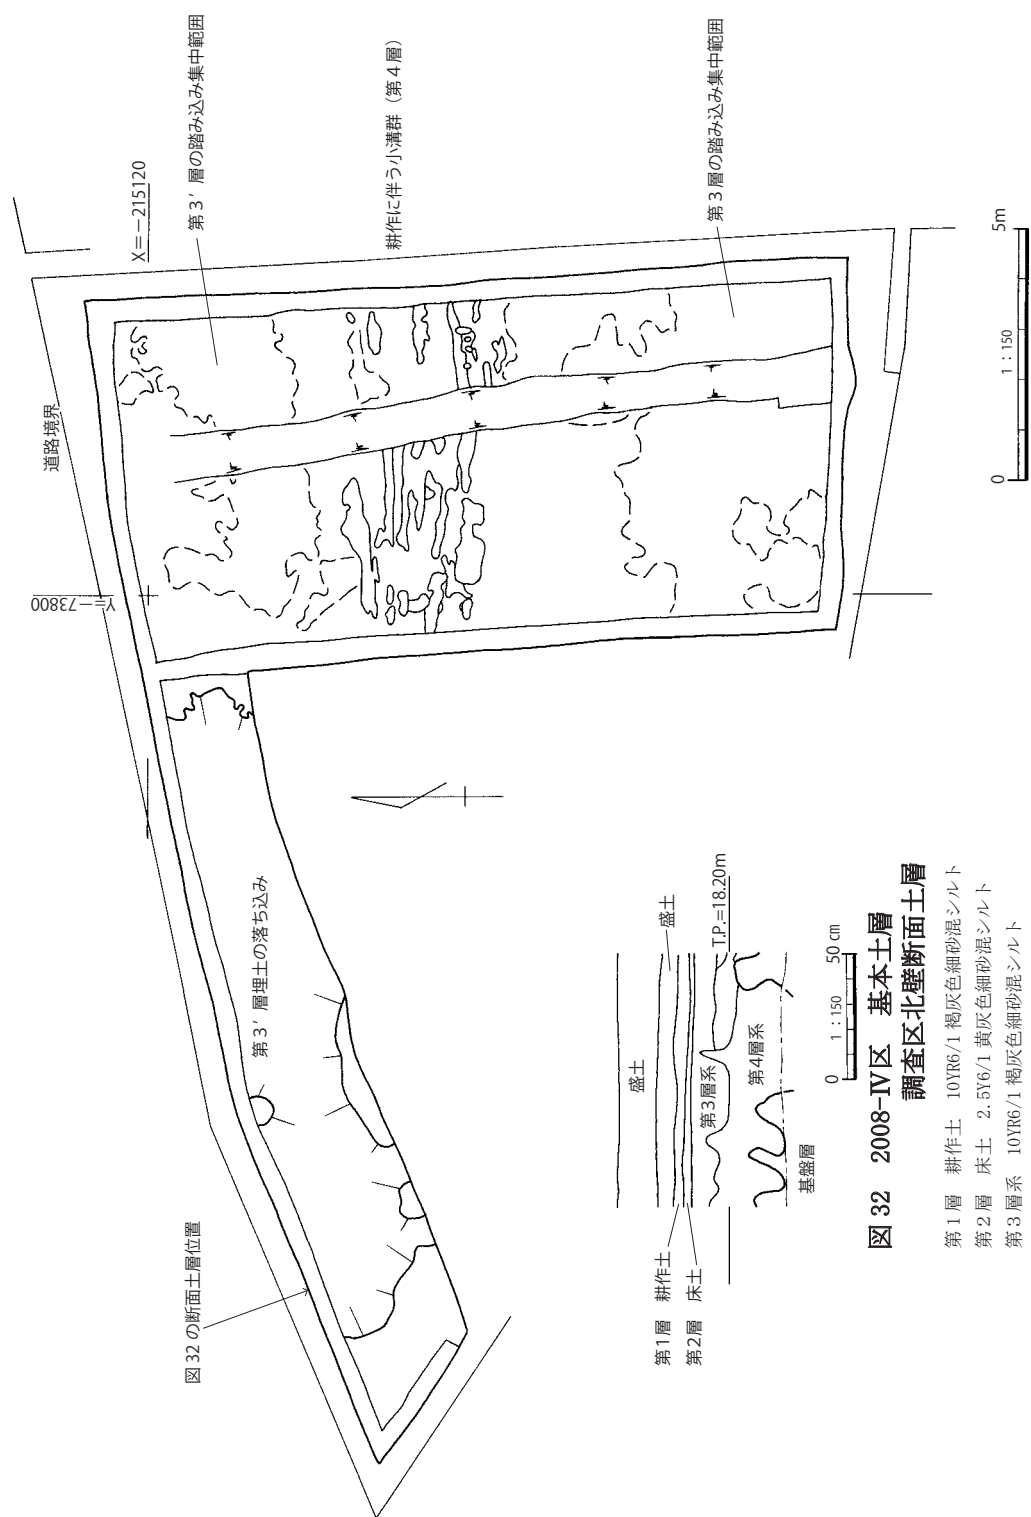 道路境界
X＝－215120
Y＝－73800
第３′層の踏み込み集中範囲
耕作に伴う小溝群（第４層）
第３層の踏み込み集中範囲
図 32 の断面土層位置
第３′層埋土の落ち込み
0 1：150 5m
盛土
盛土
第1層 耕作土
第2層 床土
第3層系
第4層系
基盤層
T.P.=18.20m
0 1：150 50 cm
図 32 2008-Ⅳ区 基本土層
調査区北壁断面土層
第１層 耕作土 10YR6/1 褐灰色細砂混シルト
第２層 床土 2.5Y6/1 黄灰色細砂混シルト
第３層系 10YR6/1 褐灰色細砂混シルト